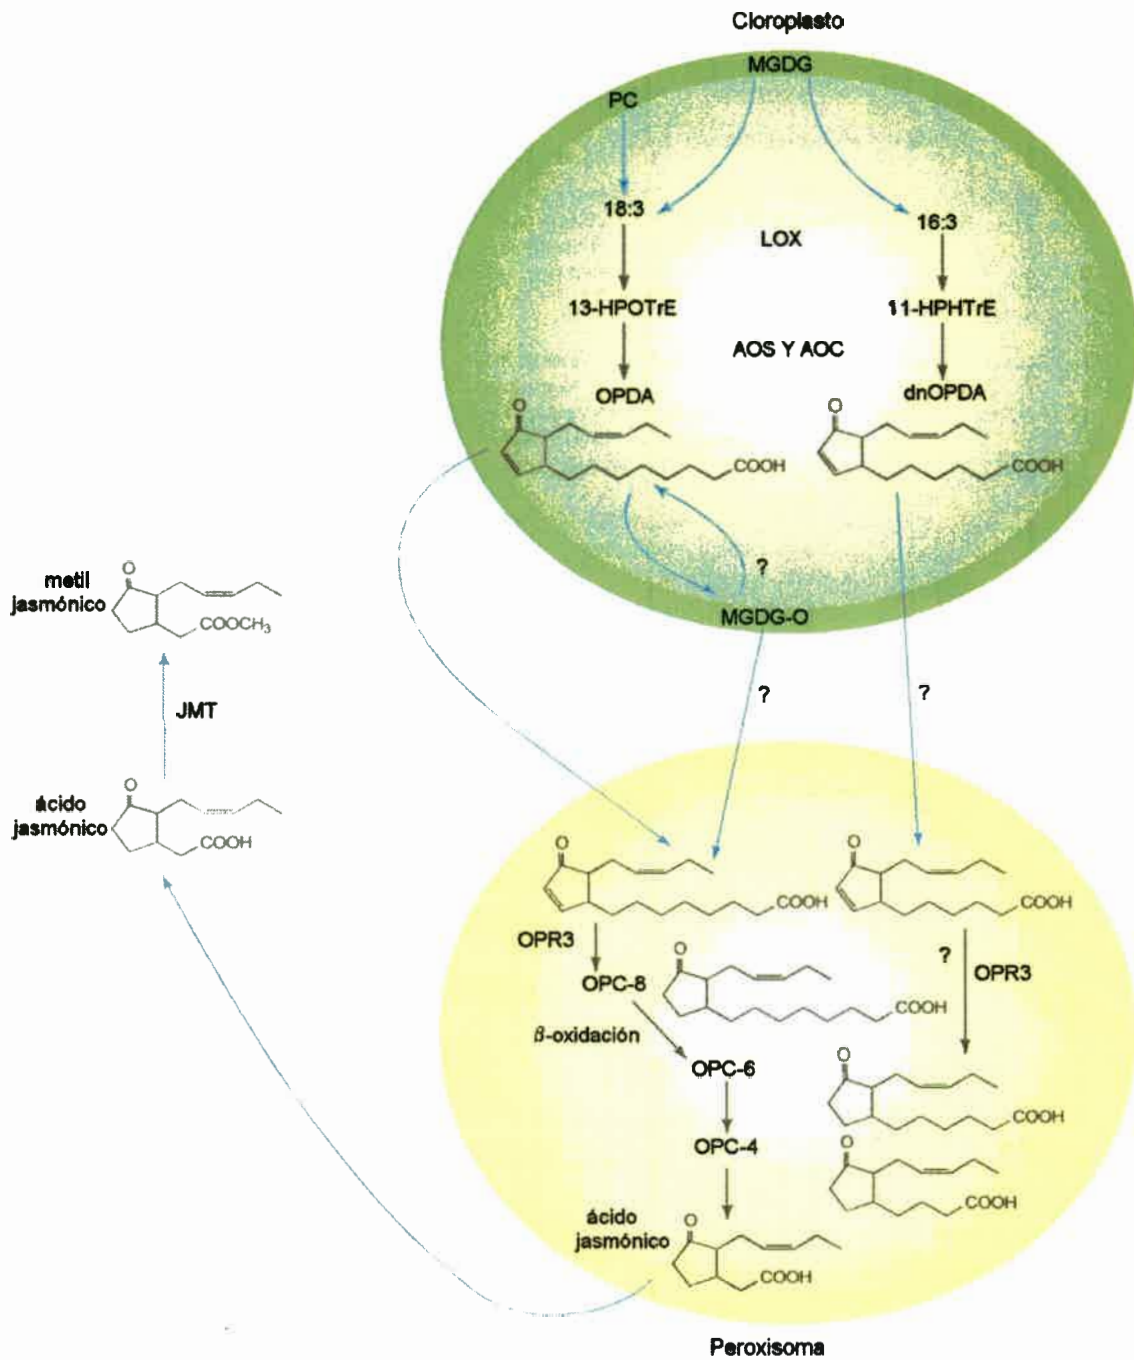 Cloroplasto
MGDG
PC
18:3
16:3
LOX
13-HPOTrE
11-HPHTrE
AOS Y AOC
OPDA
dnOPDA
O
COOH
O
COOH
?
MGDG-O
?
?
metil
jasmónico
O
COOCH₃
JMT
ácido
jasmónico
O
COOH
O
COOH
O
COOH
OPR3
OPC-8
O
COOH
?
OPR3
β-oxidación
OPC-6
O
COOH
OPC-4
O
COOH
ácido
jasmónico
O
COOH
Peroxisoma